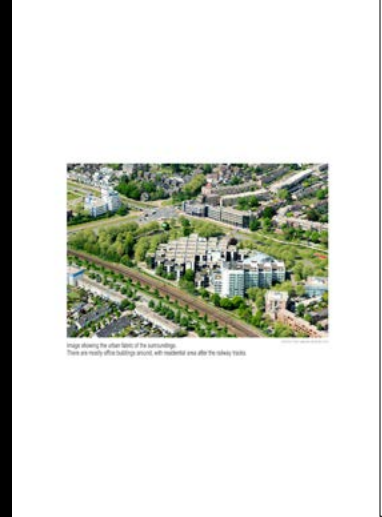 Image showing the urban fabric of the surroundings.
There are mostly office buildings around, with residential area after the railway tracks.